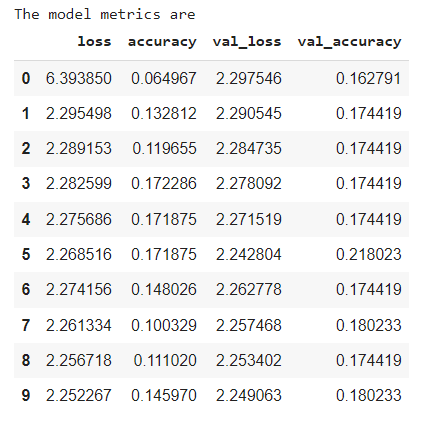 The model metrics are
loss accuracy val_loss val_accuracy
0 6.393850 0.064967 2.297546 0.162791
1 2.295498 0.132812 2.290545 0.174419
2 2.289153 0.119655 2.284735 0.174419
3 2.282599 0.172286 2.278092 0.174419
4 2.275686 0.171875 2.271519 0.174419
5 2.268516 0.171875 2.242804 0.218023
6 2.274156 0.148026 2.262778 0.174419
7 2.261334 0.100329 2.257468 0.180233
8 2.256718 0.111020 2.253402 0.174419
9 2.252267 0.145970 2.249063 0.180233